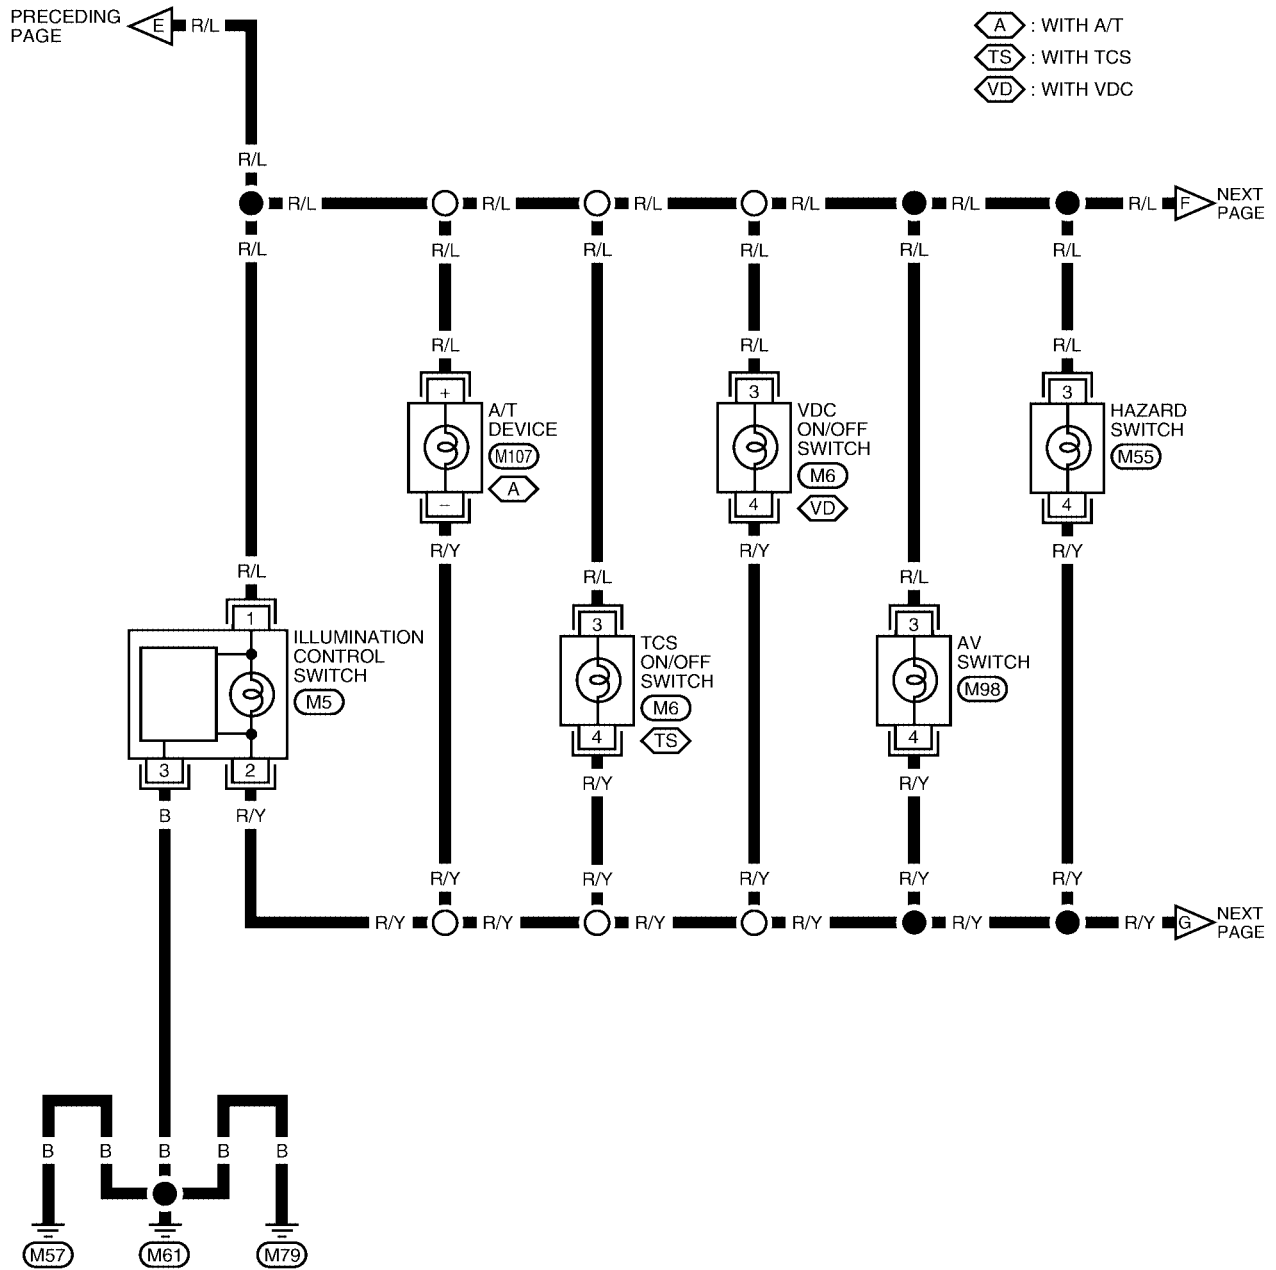 PRECEDING
PAGE
E
R/L
A : WITH A/T
TS : WITH TCS
VD : WITH VDC
R/L
R/L R/L R/L R/L R/L R/L
F
NEXT
PAGE
R/L R/L R/L R/L R/L R/L
R/L R/L R/L
+
A/T
DEVICE
M107
A
–
3
VDC
ON/OFF
SWITCH
M6
VD
4
3
HAZARD
SWITCH
M55
4
R/Y R/Y R/Y
R/L R/L R/L
1
ILLUMINATION
CONTROL
SWITCH
M5
3 2
3
TCS
ON/OFF
SWITCH
M6
TS
4
3
AV
SWITCH
M98
4
R/Y R/Y
B R/Y
R/Y R/Y R/Y R/Y R/Y
R/Y R/Y R/Y R/Y R/Y R/Y
G
NEXT
PAGE
B B B B B
M57 M61 M79